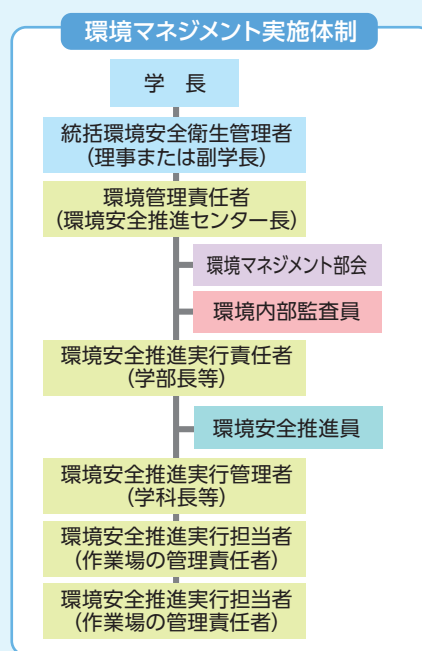 環境マネジメント実施体制
学　長
統括環境安全衛生管理者
(理事または副学長)
環境管理責任者
(環境安全推進センター長)
環境マネジメント部会
環境内部監査員
環境安全推進実行責任者
(学部長等)
環境安全推進員
環境安全推進実行管理者
(学科長等)
環境安全推進実行担当者
(作業場の管理責任者)
環境安全推進実行担当者
(作業場の管理責任者)